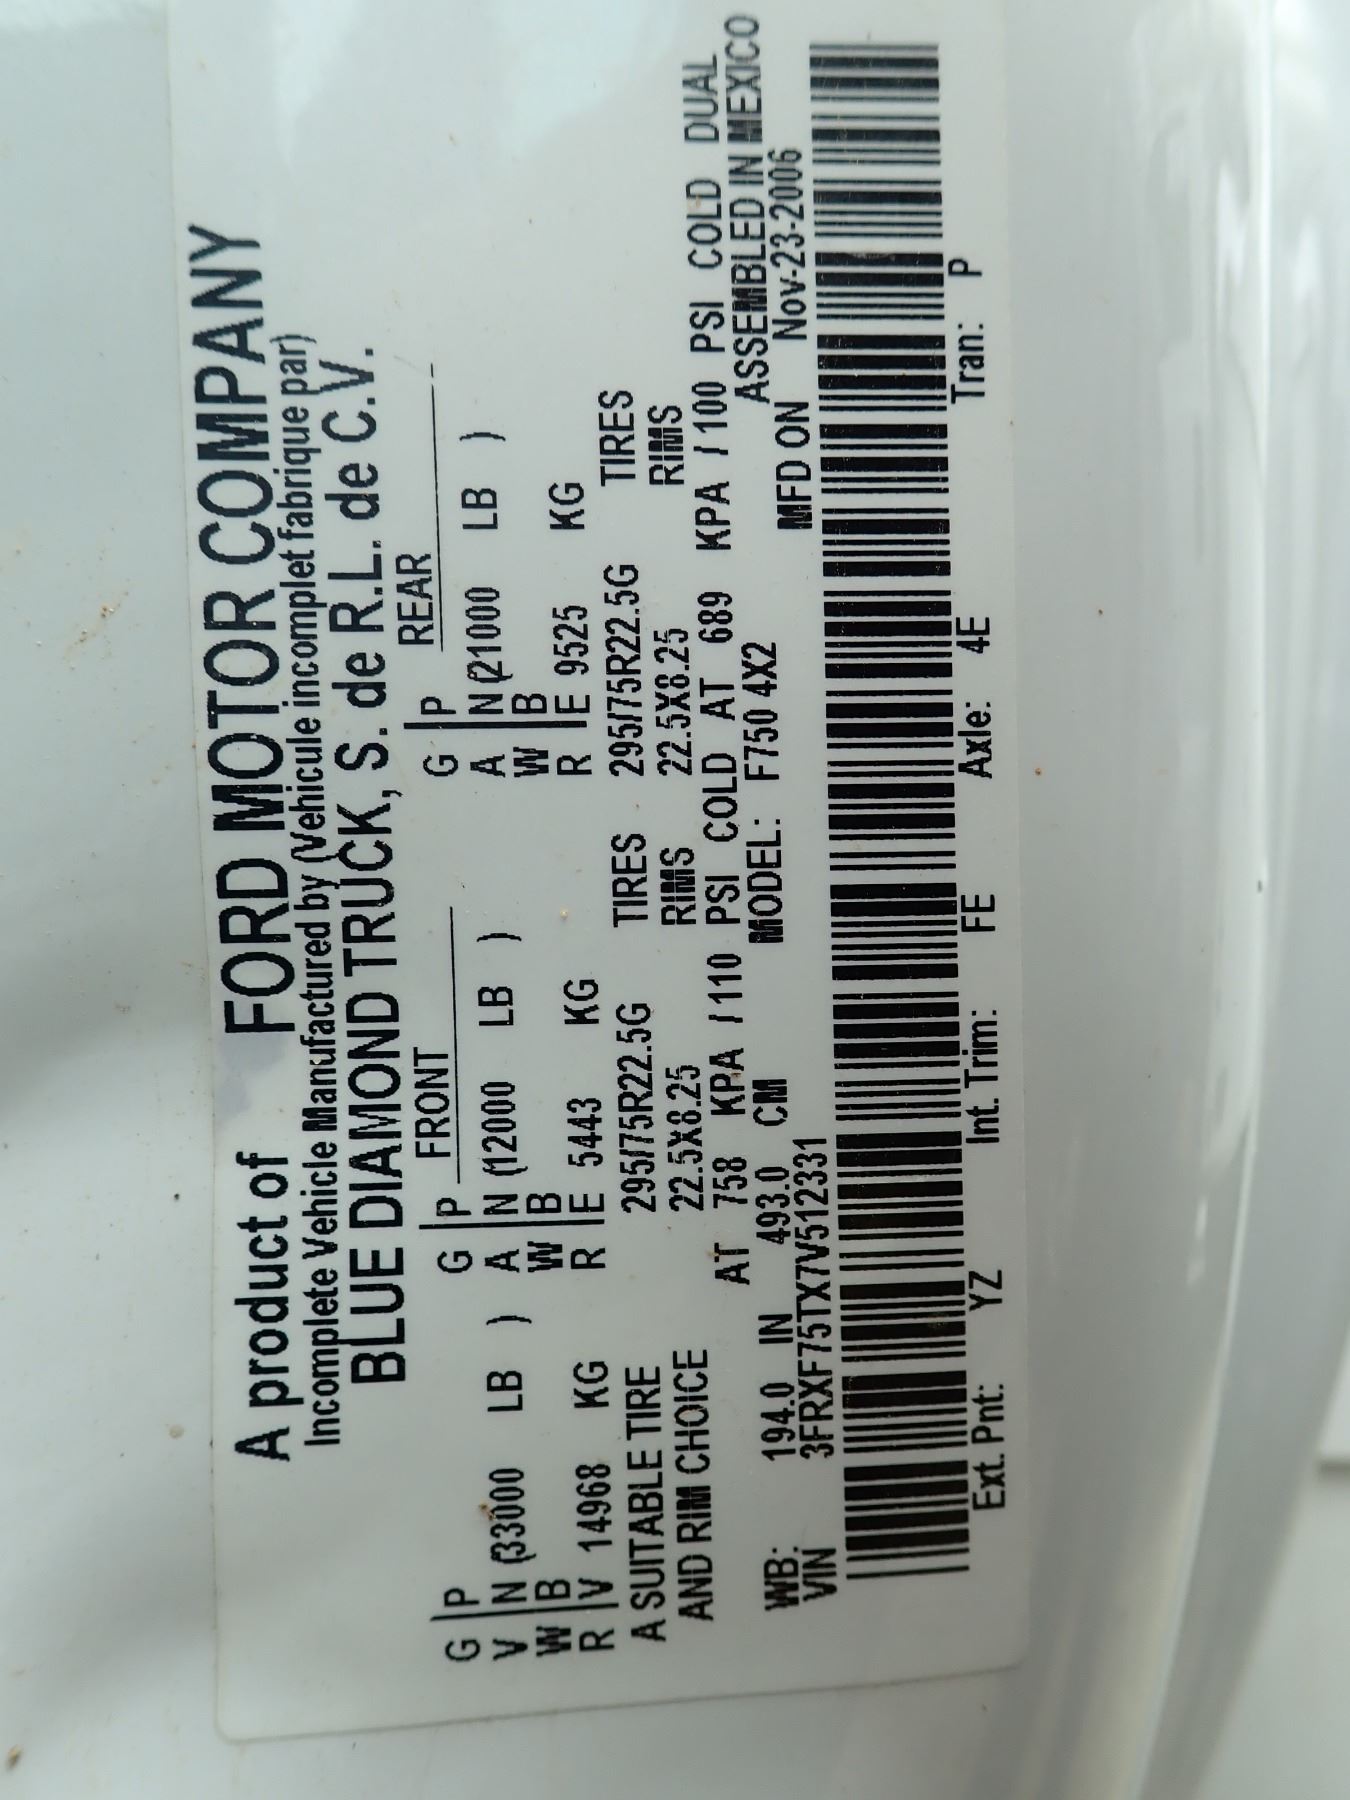 A product of FORD MOTOR COMPANY
Incomplete Vehicle Manufactured by (Vehicule incomplet fabrique par)
BLUE DIAMOND TRUCK, S. de R.L. de C.V.
FRONT REAR
G P G P G P
V N (33000 LB ) A N (12000 LB ) A N (21000 LB )
W B W B W B
R V 14968 KG R E 5443 KG R E 9525 KG
A SUITABLE TIRE 295/75R22.5G TIRES 295/75R22.5G TIRES
AND RIM CHOICE 22.5X8.25 RIMS 22.5X8.25 RIMS
AT 758 KPA / 110 PSI COLD AT 689 KPA / 100 PSI COLD DUAL
WB: 194.0 IN 493.0 CM MODEL: F750 4X2 ASSEMBLED IN MEXICO
VIN 3FRXF75TX7V512331 MFD ON Nov-23-2006
Ext. Pnt: YZ Int. Trim: FE Axle: 4E Tran: P